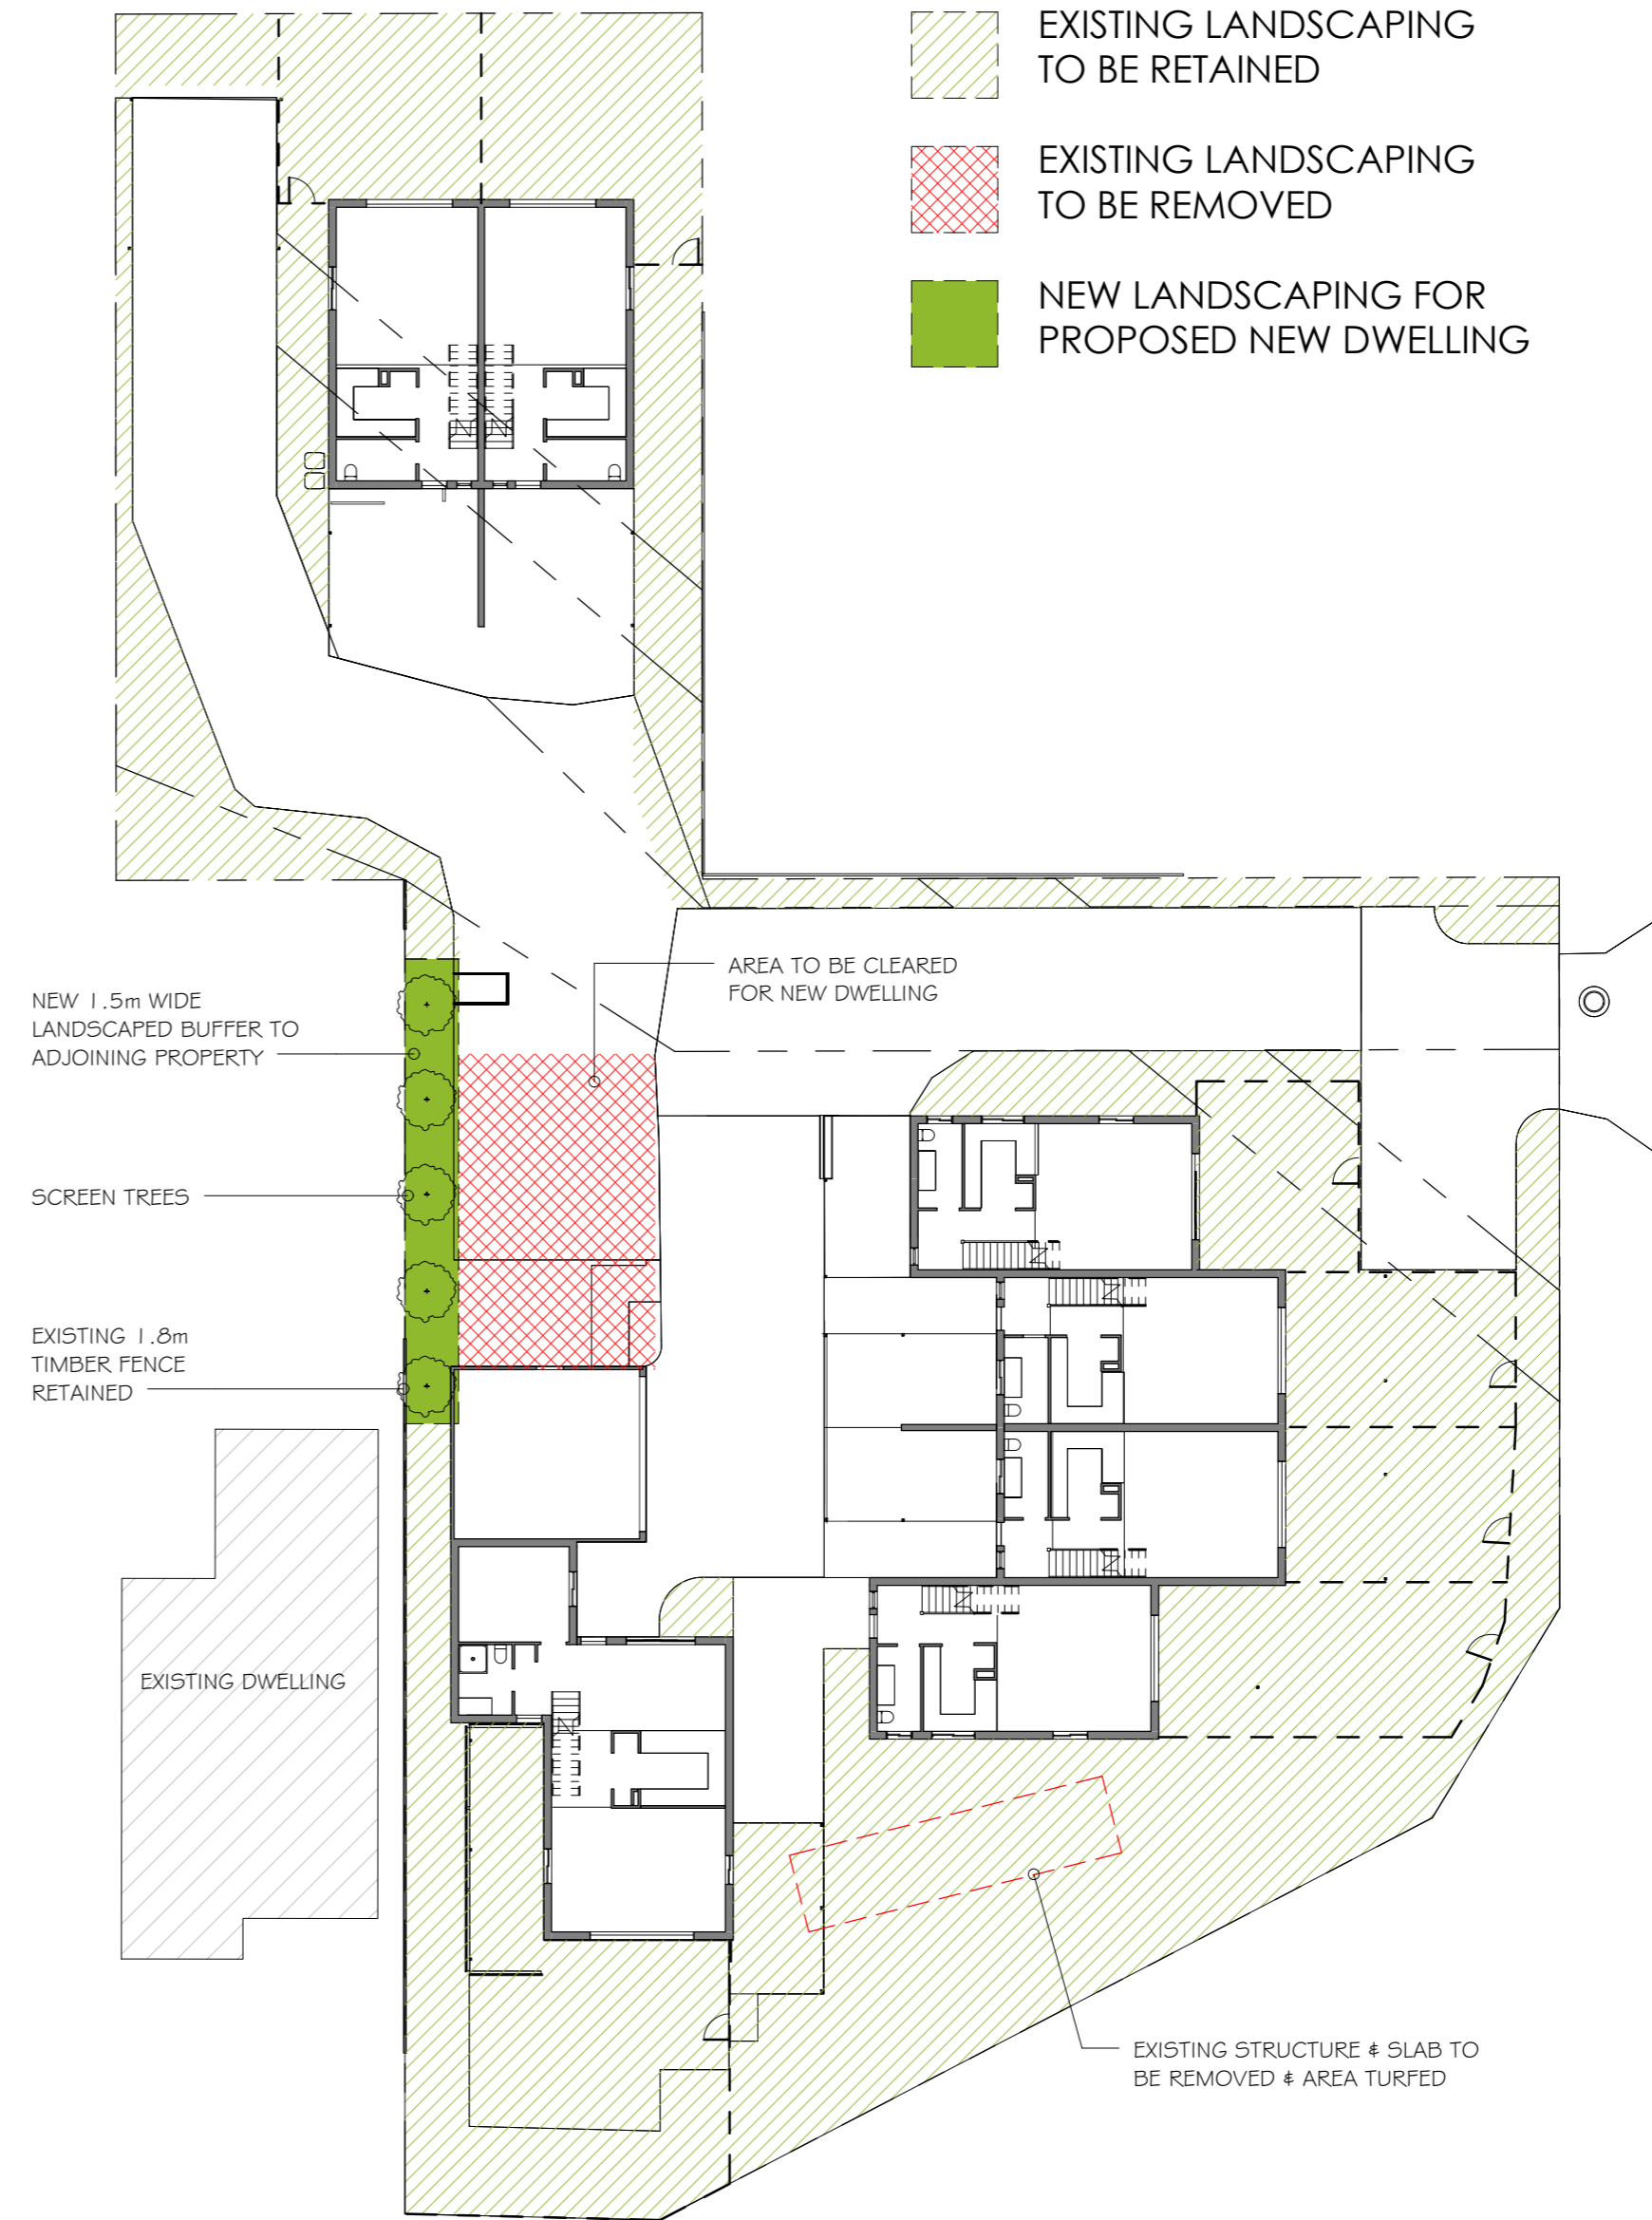 EXISTING LANDSCAPING
TO BE RETAINED
EXISTING LANDSCAPING
TO BE REMOVED
NEW LANDSCAPING FOR
PROPOSED NEW DWELLING
AREA TO BE CLEARED
FOR NEW DWELLING
NEW 1.5m WIDE
LANDSCAPED BUFFER TO
ADJOINING PROPERTY
SCREEN TREES
EXISTING 1.8m
TIMBER FENCE
RETAINED
EXISTING DWELLING
EXISTING STRUCTURE & SLAB TO
BE REMOVED & AREA TURFED